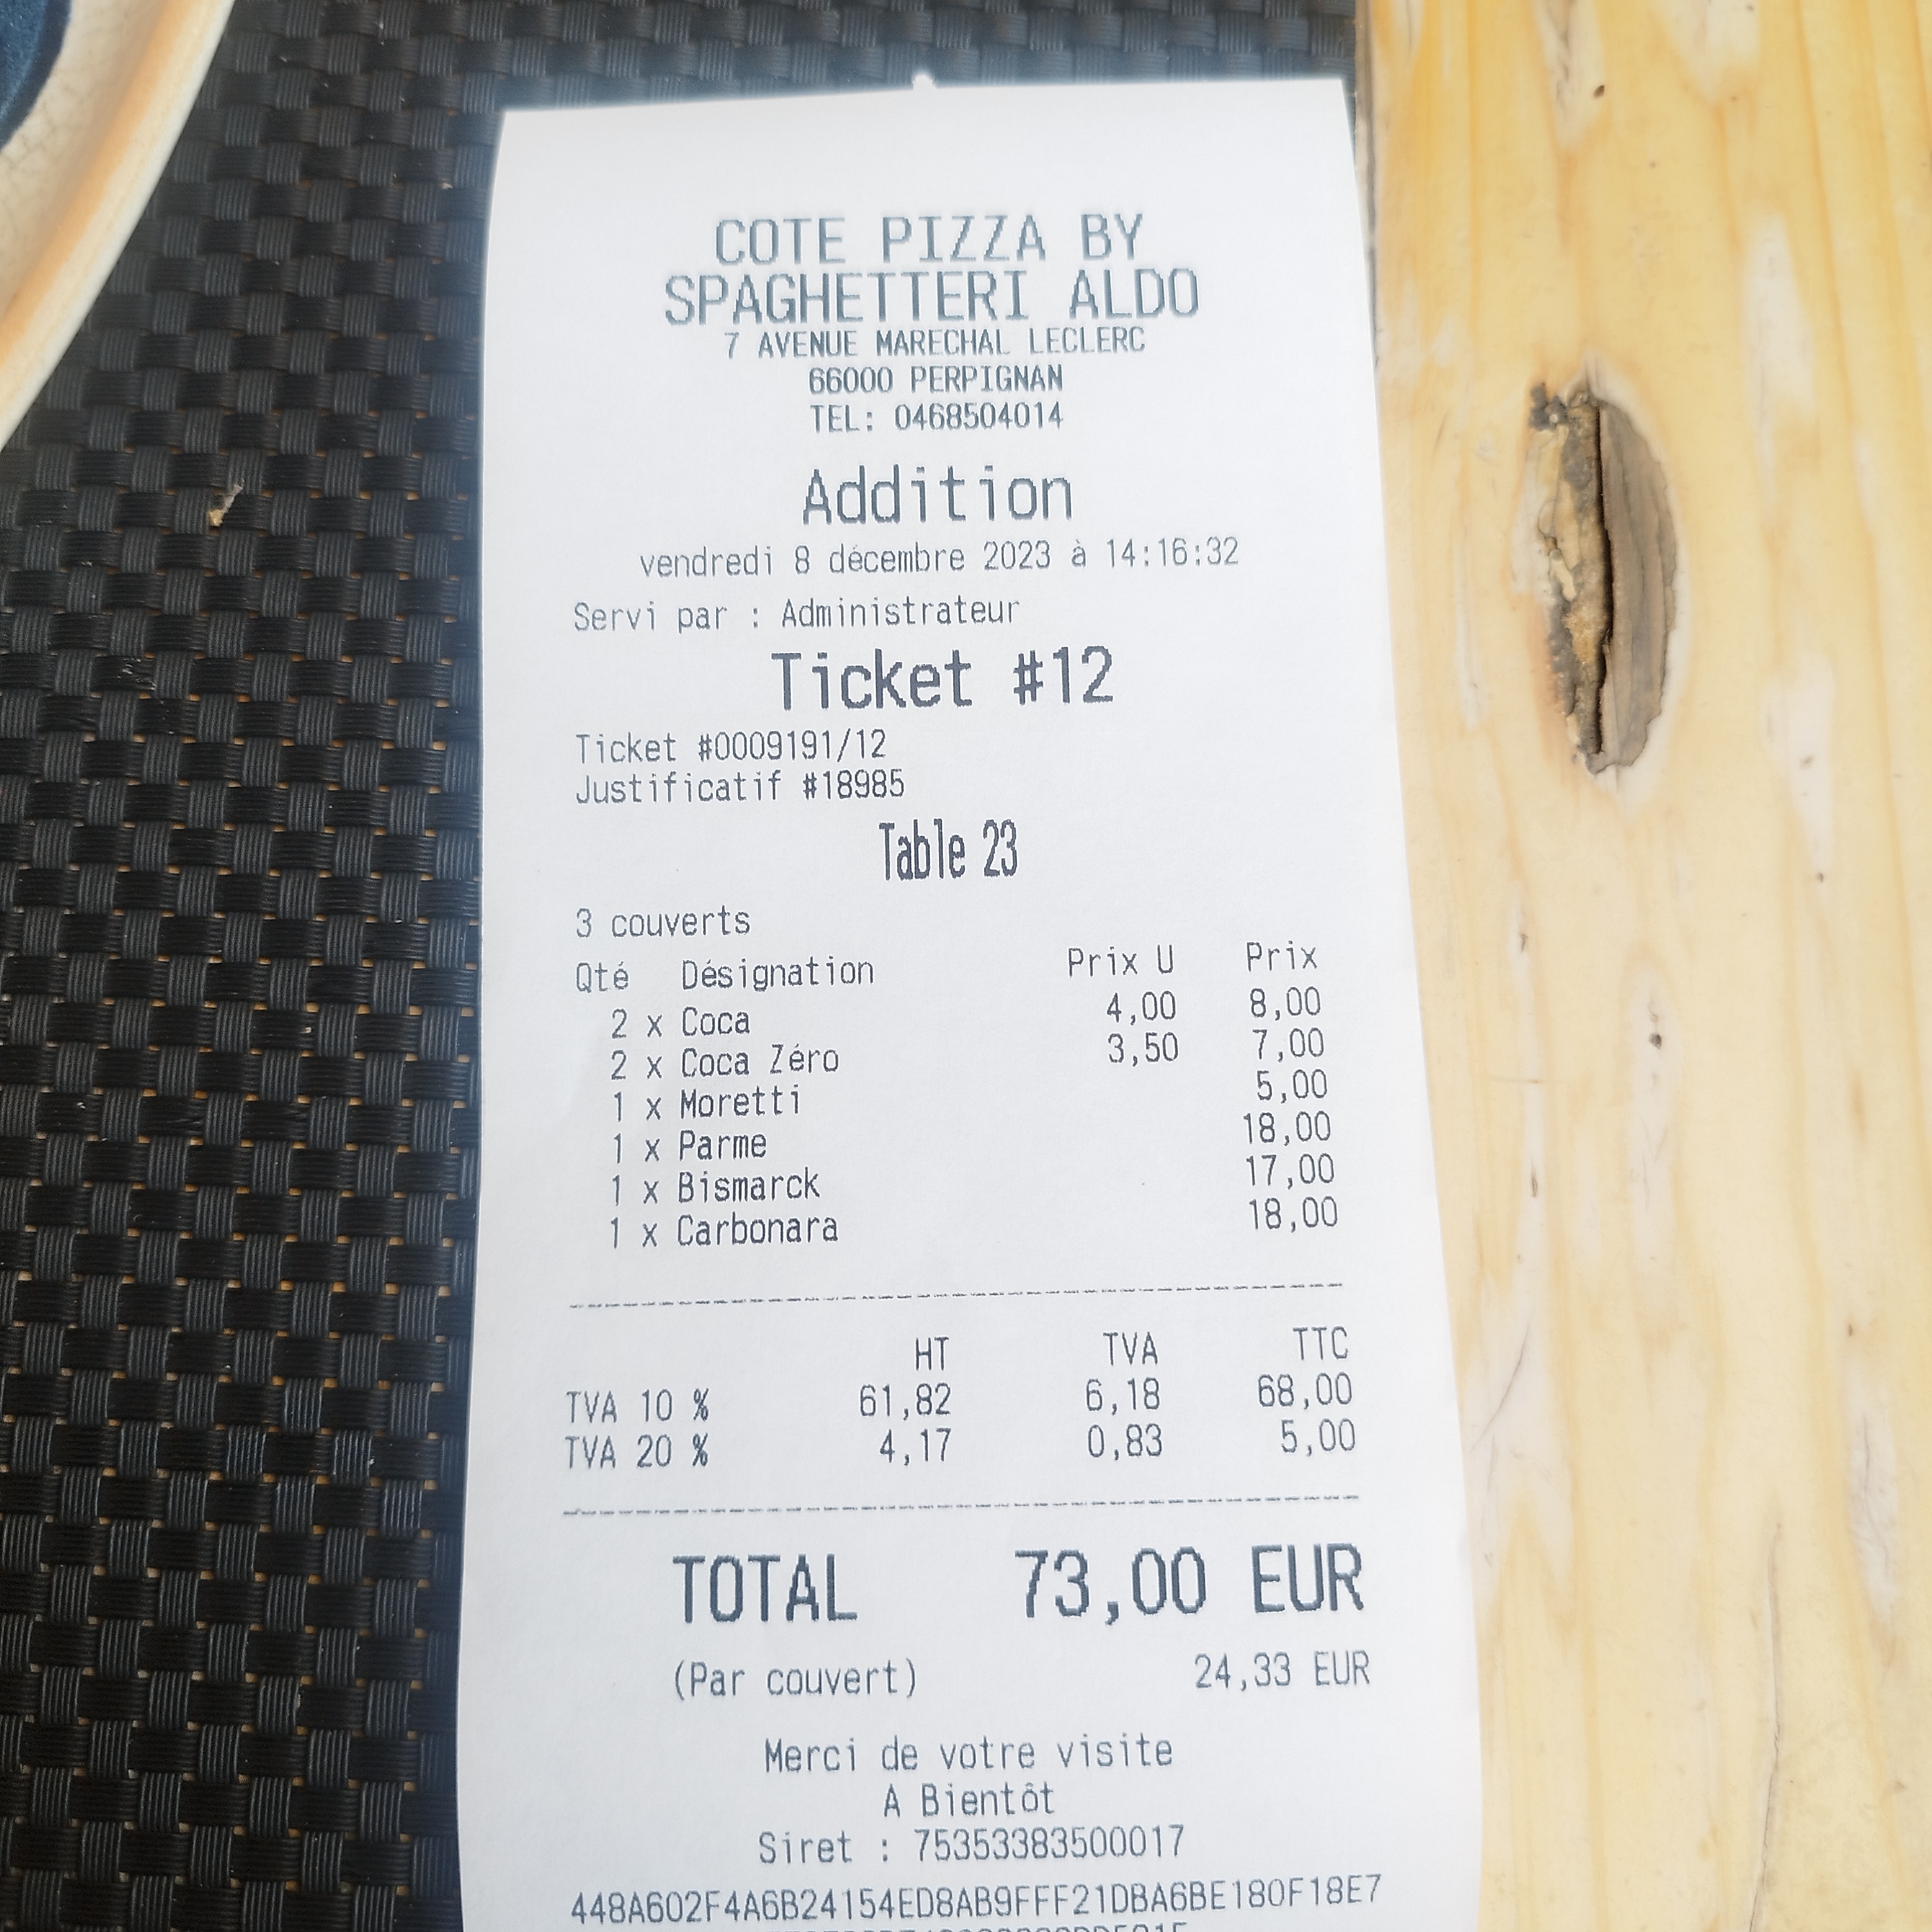 COTE PIZZA BY
SPAGHETTERI ALDO
7 AVENUE MARECHAL LECLERC
66000 PERPIGNAN
TEL: 0468504014
Addition
vendredi 8 décembre 2023 à 14:16:32
Servi par : Administrateur
Ticket #12
Ticket #0009191/12
Justificatif #18985
Table 23
3 couverts
Qté Désignation Prix U Prix
2 x Coca 4,00 8,00
2 x Coca Zéro 3,50 7,00
1 x Moretti 5,00
1 x Parme 18,00
1 x Bismarck 17,00
1 x Carbonara 18,00
HT TVA TTC
TVA 10 % 61,82 6,18 68,00
TVA 20 % 4,17 0,83 5,00
TOTAL 73,00 EUR
(Par couvert) 24,33 EUR
Merci de votre visite
A Bientôt
Siret : 75353383500017
448A602F4A6B24154ED8AB9FFF21DBA6BE180F18E7